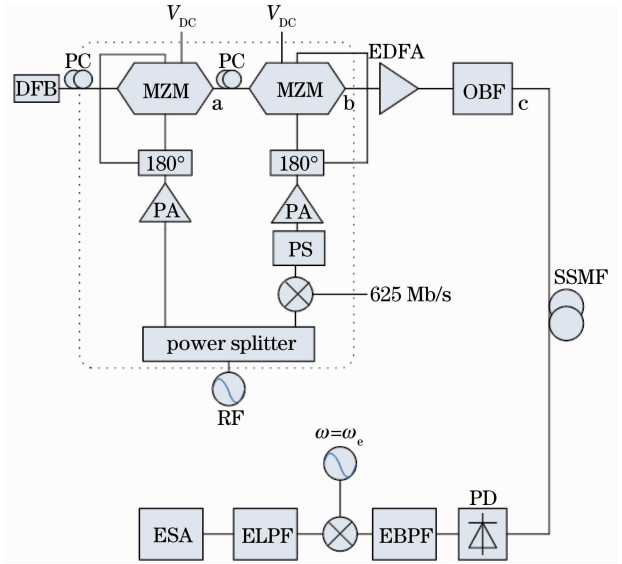 V_DC
V_DC
PC
PC
EDFA
DFB
MZM
a
MZM
b
OBF
c
180°
180°
PA
PA
PS
625 Mb/s
SSMF
power splitter
RF
ω=ω_e
PD
ESA
ELPF
EBPF